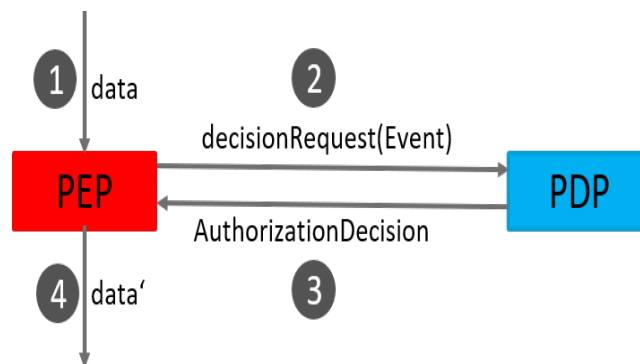 1
data
2
decisionRequest(Event)
PEP
PDP
AuthorizationDecision
4
data‘
3